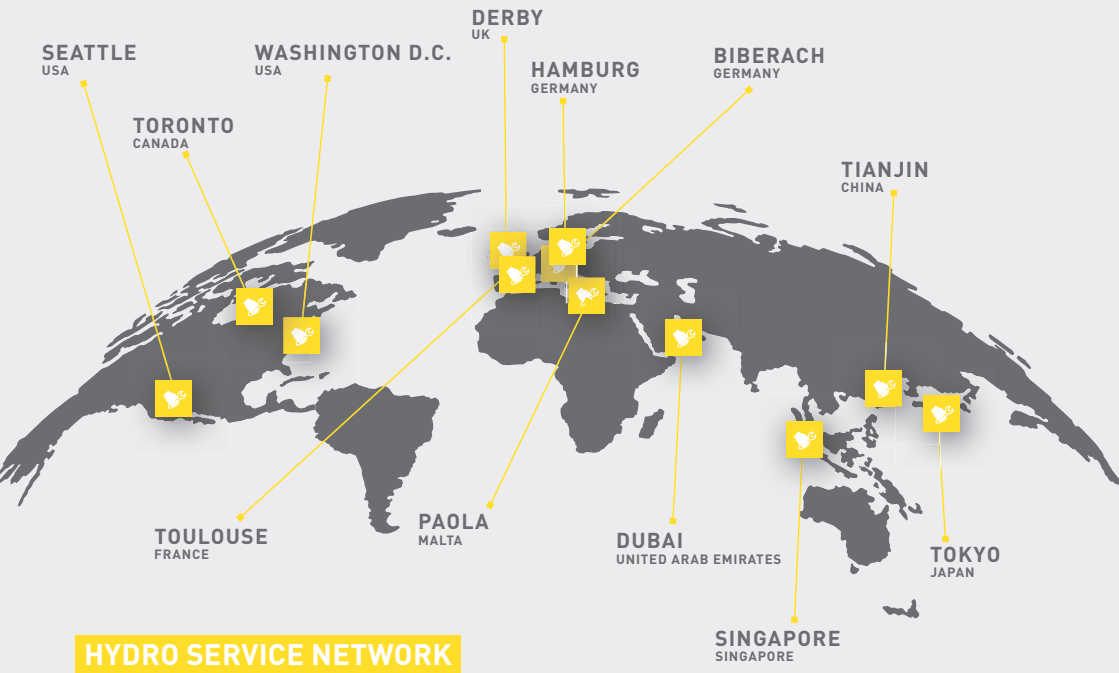 DERBY
UK
SEATTLE
USA
WASHINGTON D.C.
USA
HAMBURG
GERMANY
BIBERACH
GERMANY
TORONTO
CANADA
TIANJIN
CHINA
TOULOUSE
FRANCE
PAOLA
MALTA
DUBAI
UNITED ARAB EMIRATES
TOKYO
JAPAN
SINGAPORE
SINGAPORE
HYDRO SERVICE NETWORK